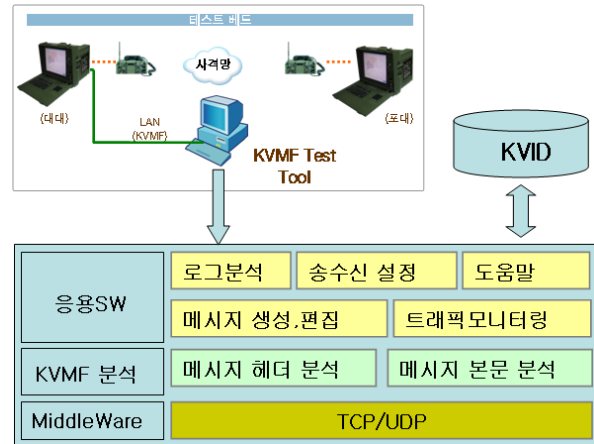 테스트 베드
사격망
{대대}
LAN
{KVMF}
{포대}
KVMF Test
Tool
KVID
응용SW
로그분석
송수신 설정
도움말
메시지 생성,편집
트래픽모니터링
KVMF 분석
메시지 헤더 분석
메시지 본문 분석
MiddleWare
TCP/UDP